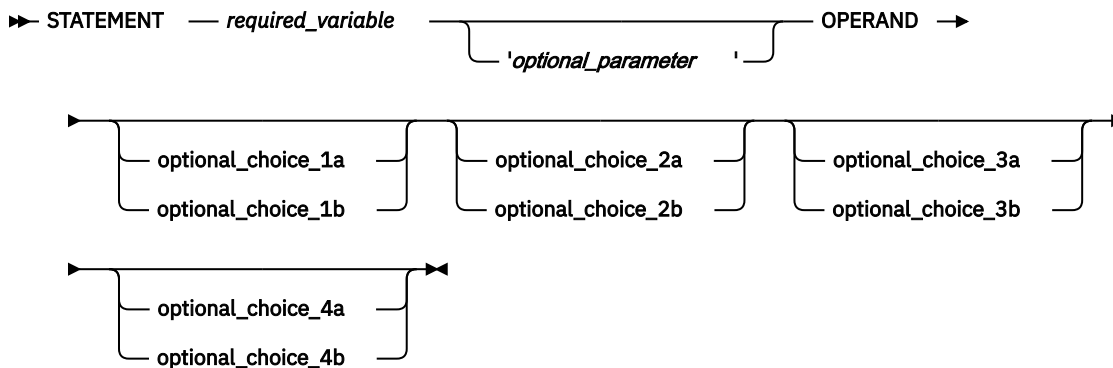 STATEMENT required_variable OPERAND
'optional_parameter '
optional_choice_1a optional_choice_2a optional_choice_3a
optional_choice_1b optional_choice_2b optional_choice_3b
optional_choice_4a
optional_choice_4b